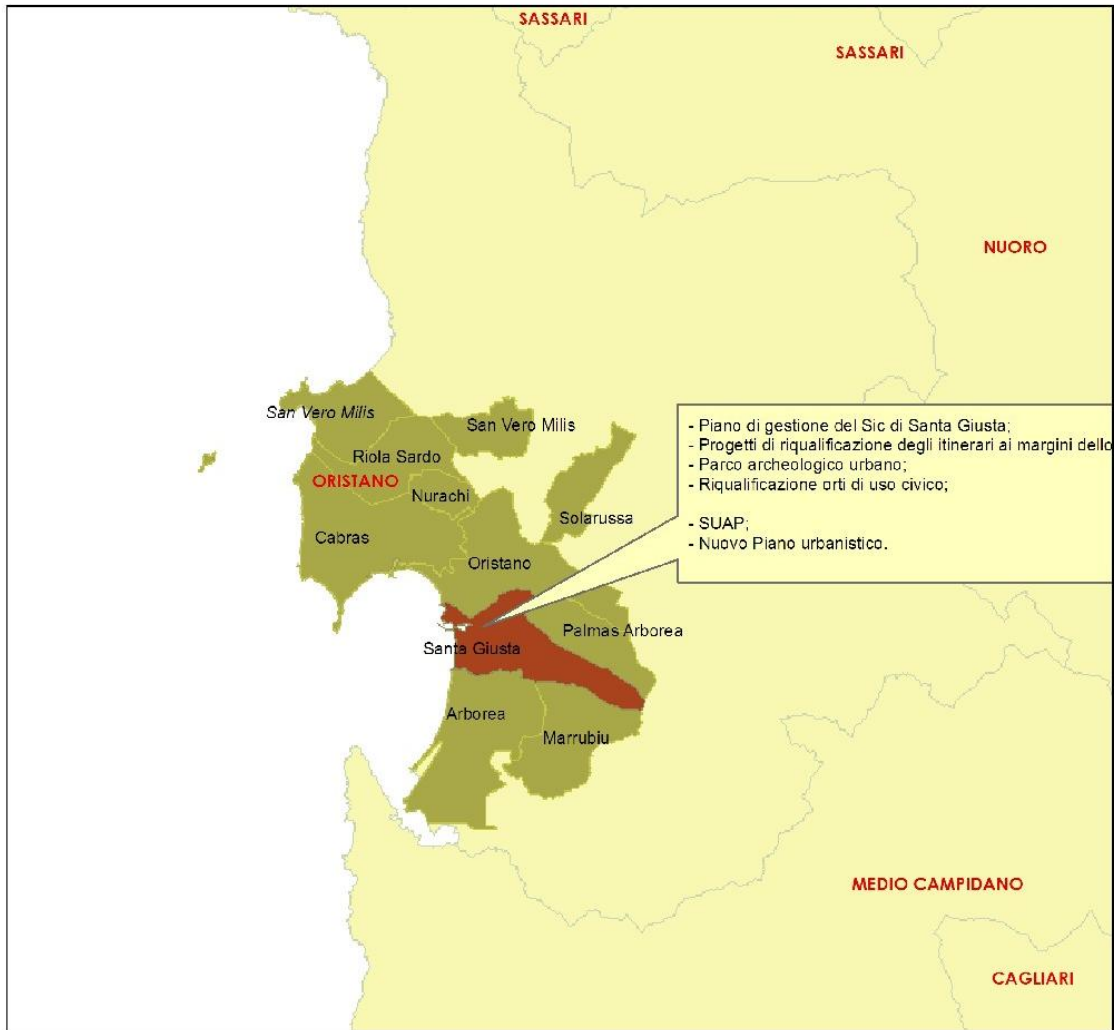 SASSARI
SASSARI
NUORO
San Vero Milis
San Vero Milis
Riola Sardo
ORISTANO
Nurachi
Cabras
Solarussa
Oristano
- Piano di gestione del Sic di Santa Giusta;
- Progetti di riqualificazione degli itinerari ai margini dello
- Parco archeologico urbano;
- Riqualificazione orti di uso civico;
- SUAP;
- Nuovo Piano urbanistico.
Palmas Arborea
Santa Giusta
Arborea
Marrubiu
MEDIO CAMPIDANO
CAGLIARI